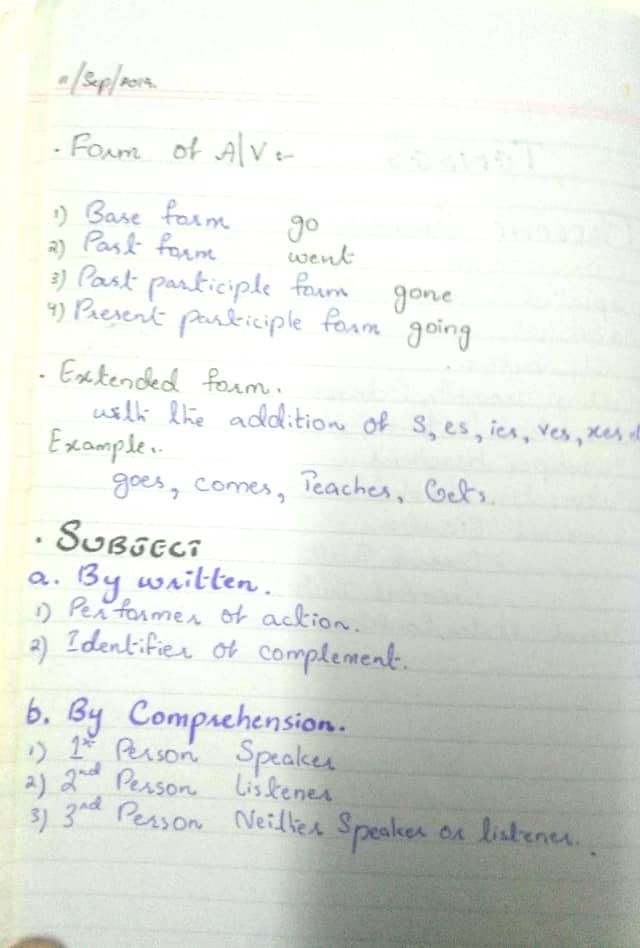 /Sep/2019.
. Form of A/V :-
1) Base form go
2) Past form went
3) Past participle form gone
4) Present participle form going
. Extended form.
with the addition of S, es, ies, ves, xes
Example..
goes, comes, Teaches, Gets.
. SUBJECT
a. By written.
1) Performer of action.
2) Identifier of complement.
b. By Comprehension.
1) 1st Person Speaker
2) 2nd Person Listener
3) 3nd Person Neither Speaker or listener.